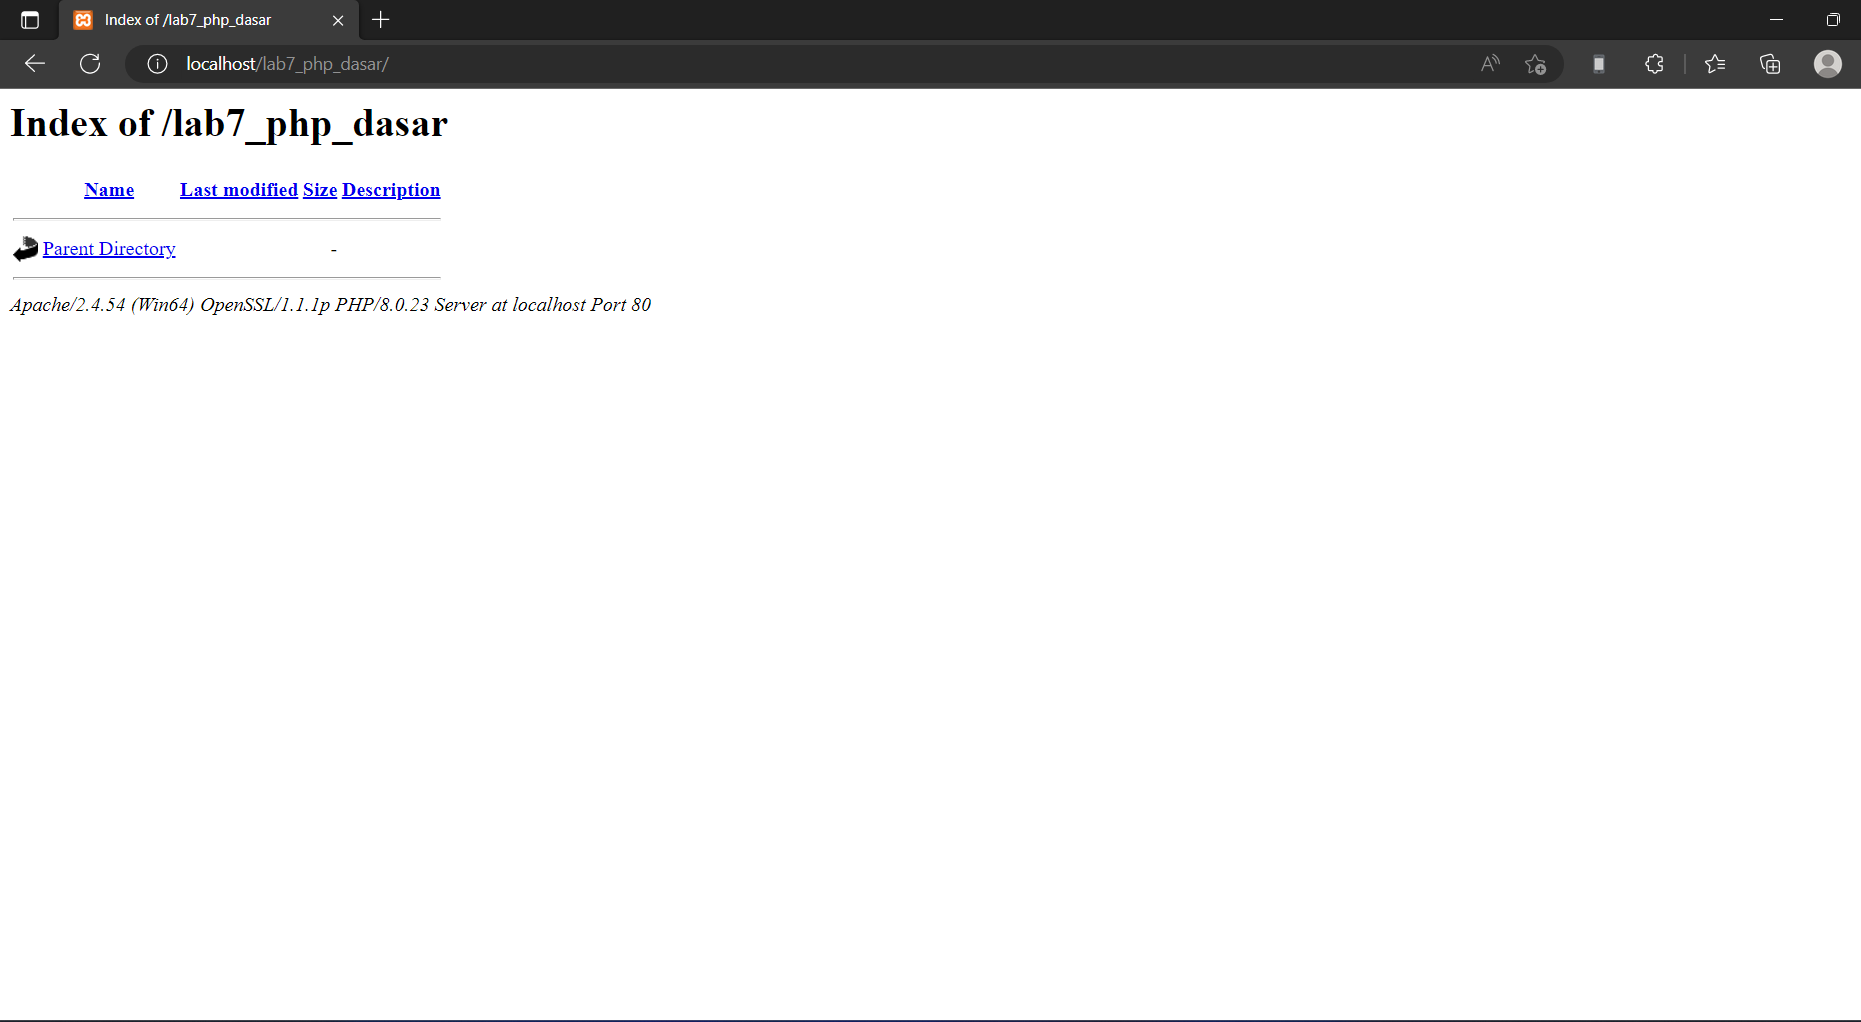 Index of /lab7_php_dasar
localhost/lab7_php_dasar/
Index of /lab7_php_dasar
Name Last modified Size Description
Parent Directory -
Apache/2.4.54 (Win64) OpenSSL/1.1.1p PHP/8.0.23 Server at localhost Port 80